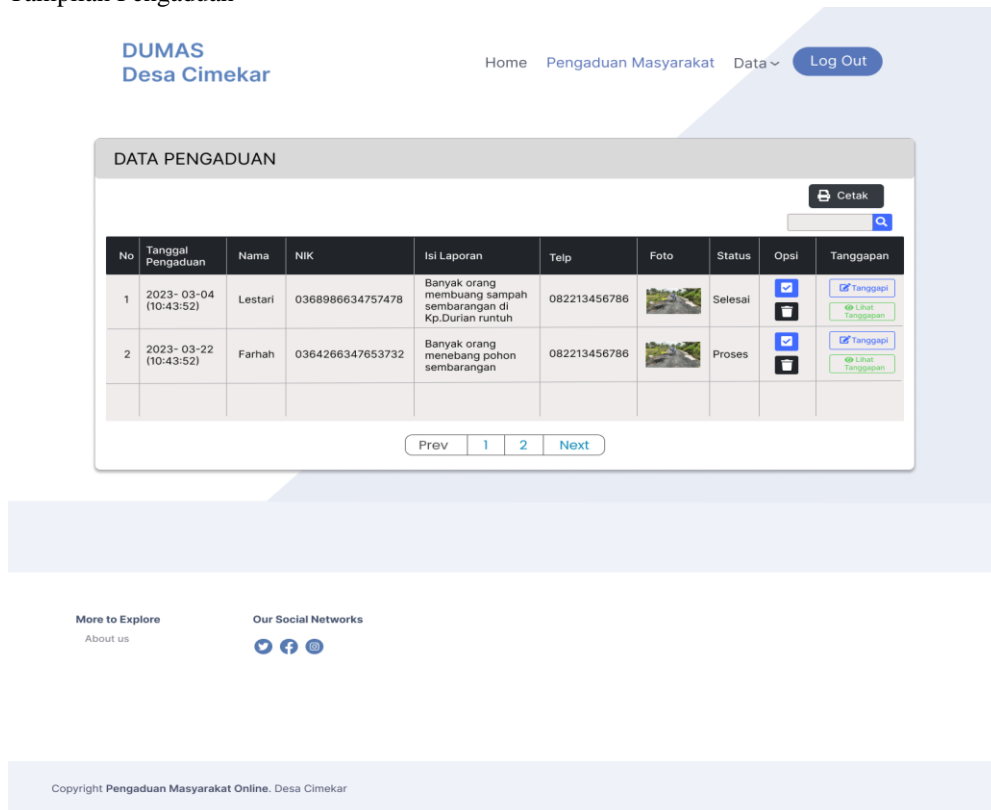 DUMAS
Desa Cimekar
Home Pengaduan Masyarakat Data Log Out
DATA PENGADUAN
Cetak
No Tanggal Pengaduan Nama NIK Isi Laporan Telp Foto Status Opsi Tanggapan
1 2023- 03-04 (10:43:52) Lestari 0368986634757478 Banyak orang membuang sampah sembarangan di Kp.Durian runtuh 082213456786 Selesai Tanggapi Lihat Tanggapan
2 2023- 03-22 (10:43:52) Farhah 0364266347653732 Banyak orang menebang pohon sembarangan 082213456786 Proses Tanggapi Lihat Tanggapan
Prev 1 2 Next
More to Explore Our Social Networks
About us
Copyright Pengaduan Masyarakat Online. Desa Cimekar